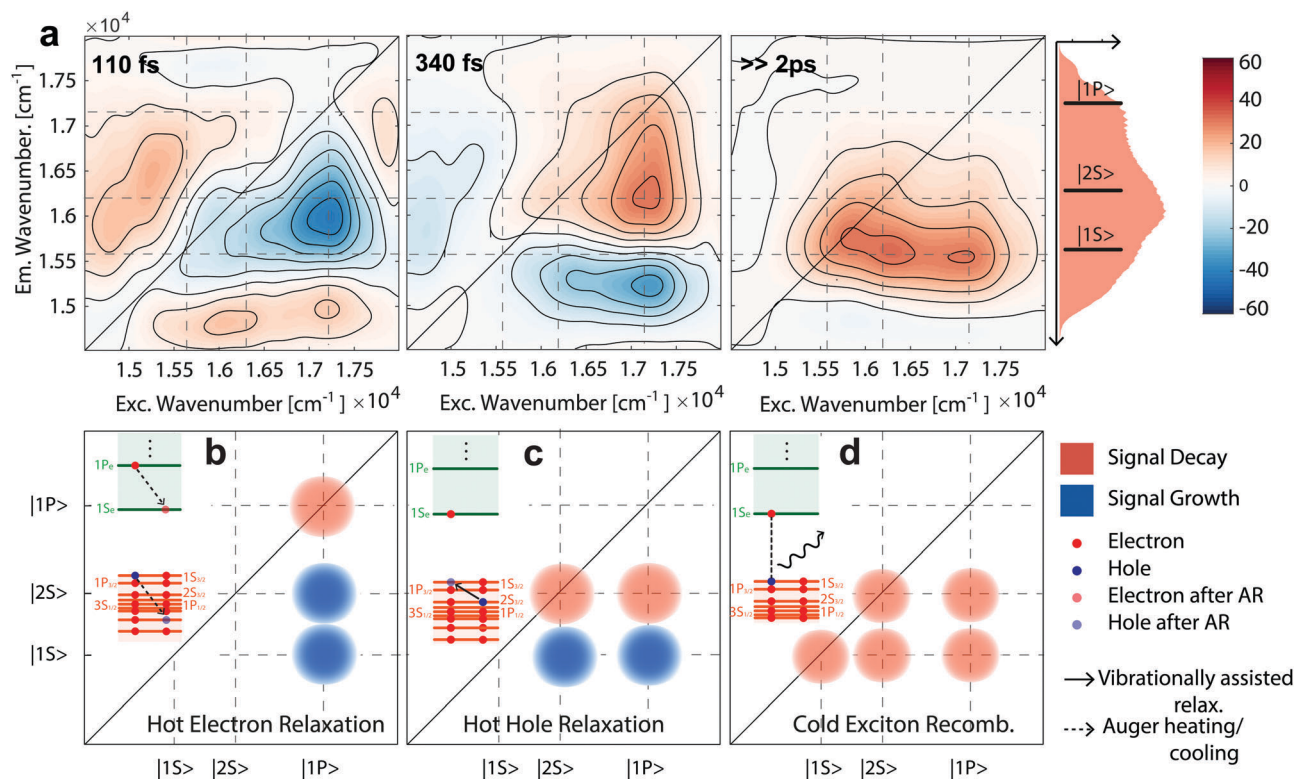 a
×10⁴
110 fs
340 fs
>> 2ps
Em. Wavenumber. [cm⁻¹]
1.75
1.7
1.65
1.6
1.55
1.5
1.5 1.55 1.6 1.65 1.7 1.75
1.5 1.55 1.6 1.65 1.7 1.75
1.5 1.55 1.6 1.65 1.7 1.75
Exc. Wavenumber [cm⁻¹] ×10⁴
Exc. Wavenumber [cm⁻¹] ×10⁴
Exc. Wavenumber [cm⁻¹] ×10⁴
|1P>
|2S>
|1S>
60
40
20
0
-20
-40
60
b
1Pe
1Se
1P3/2
3S1/2
1S3/2
2S3/2
1P1/2
|1P>
|2S>
|1S>
Hot Electron Relaxation
|1S> |2S> |1P>
c
1Pe
1Se
1P3/2
3S1/2
1S3/2
2S3/2
1P1/2
Hot Hole Relaxation
|1S> |2S> |1P>
d
1Pe
1Se
1P3/2
3S1/2
1S3/2
2S3/2
1P1/2
Cold Exciton Recomb.
|1S> |2S> |1P>
Signal Decay
Signal Growth
Electron
Hole
Electron after AR
Hole after AR
Vibrationally assisted
relax.
Auger heating/
cooling